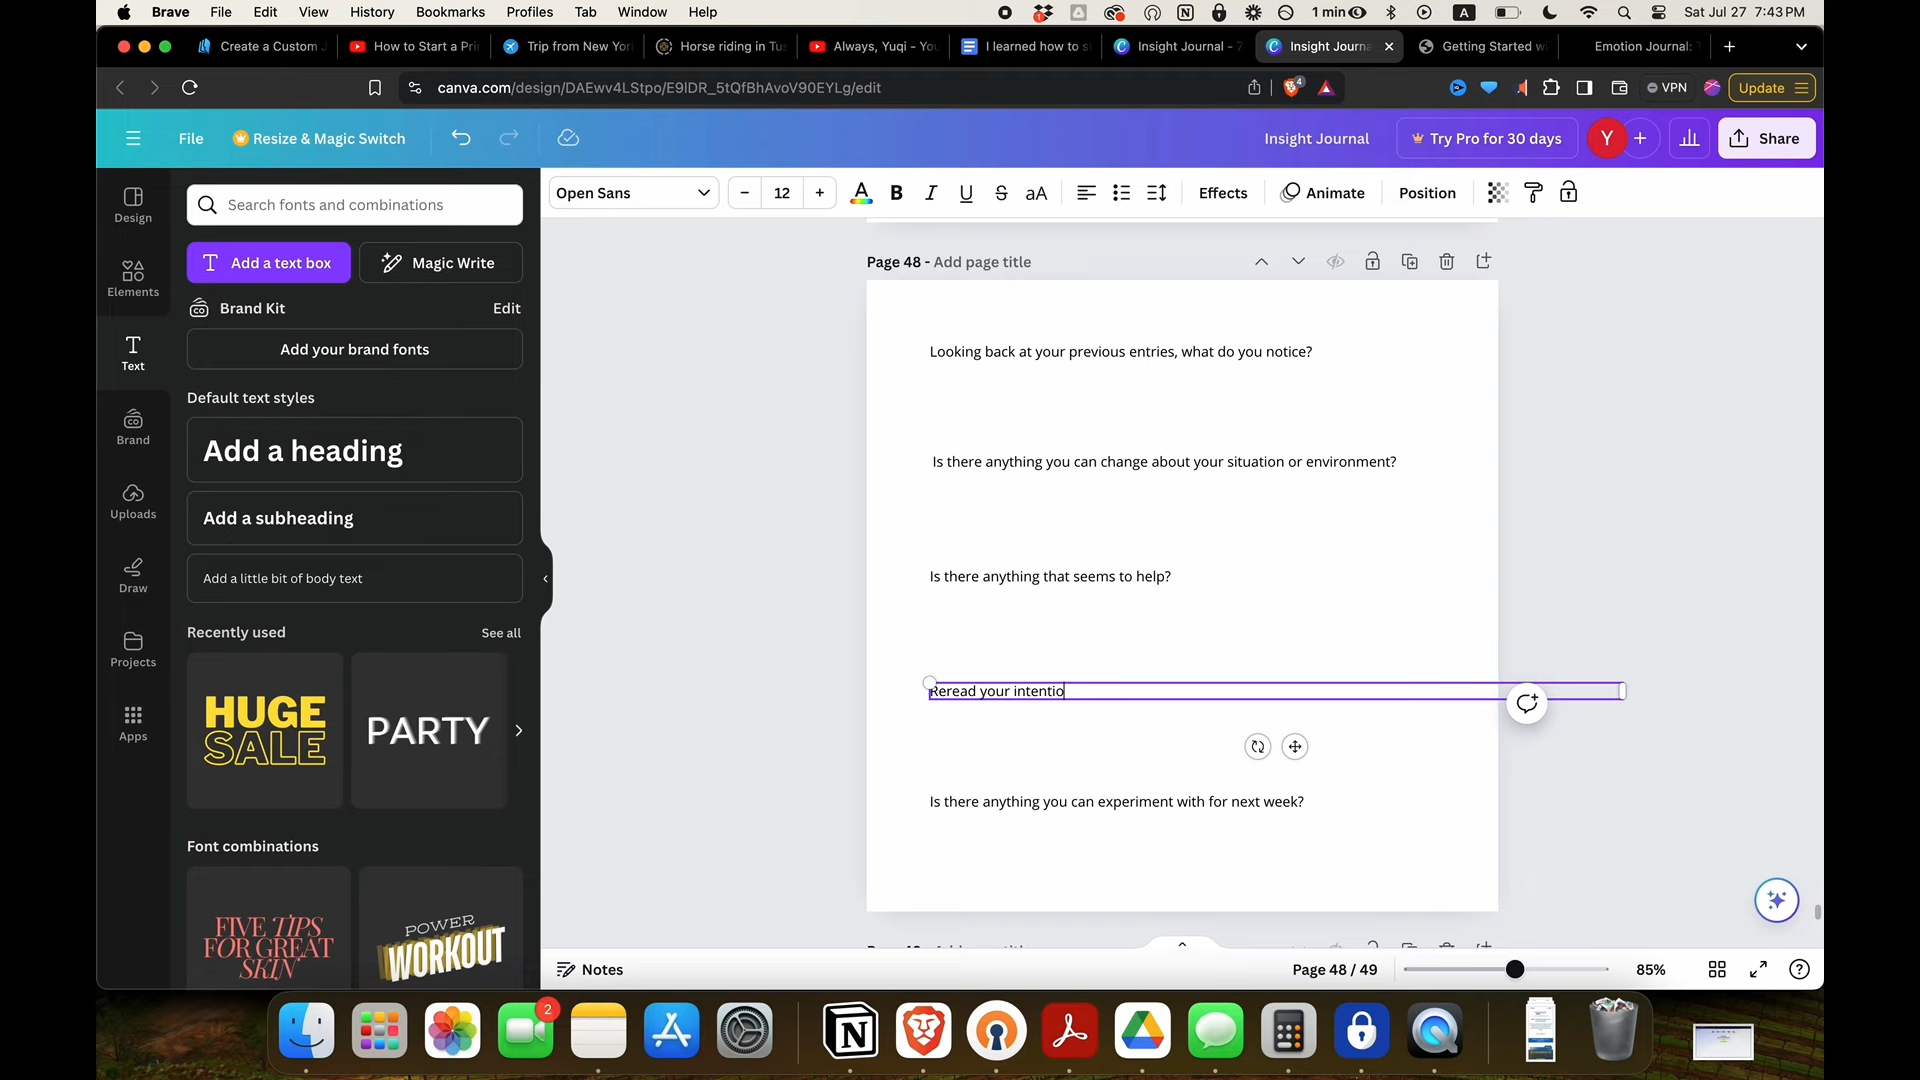 Brave File Edit View History Bookmarks Profiles Tab Window Help 1 min A Sat Jul 27 7:43 PM
Create a Custom How to Start a Pri Trip from New Yor Horse riding in Tus Always, Yuqi - You I learned how to s Insight Journal - 7 Insight Journa Getting Started wi Emotion Journal:
canva.com/design/DAEwv4LStpo/E9lDR_5tQfBhAvoV90EYLg/edit 4 VPN Update
File Resize & Magic Switch Insight Journal Try Pro for 30 days Y + Share
Search fonts and combinations Open Sans 12 A B I U S aA Effects Animate Position
Design
Add a text box Magic Write
Page 48 - Add page title
Elements
Brand Kit Edit
Add your brand fonts
Looking back at your previous entries, what do you notice?
Text
Default text styles
Add a heading
Is there anything you can change about your situation or environment?
Brand
Add a subheading
Uploads
Add a little bit of body text
Is there anything that seems to help?
Draw
Recently used See all
Projects
HUGE
SALE
PARTY
Reread your intentio
Apps
Is there anything you can experiment with for next week?
Font combinations
FIVE TIPS
FOR GREAT
SKIN
POWER
WORKOUT
Notes Page 48 / 49 85%
2